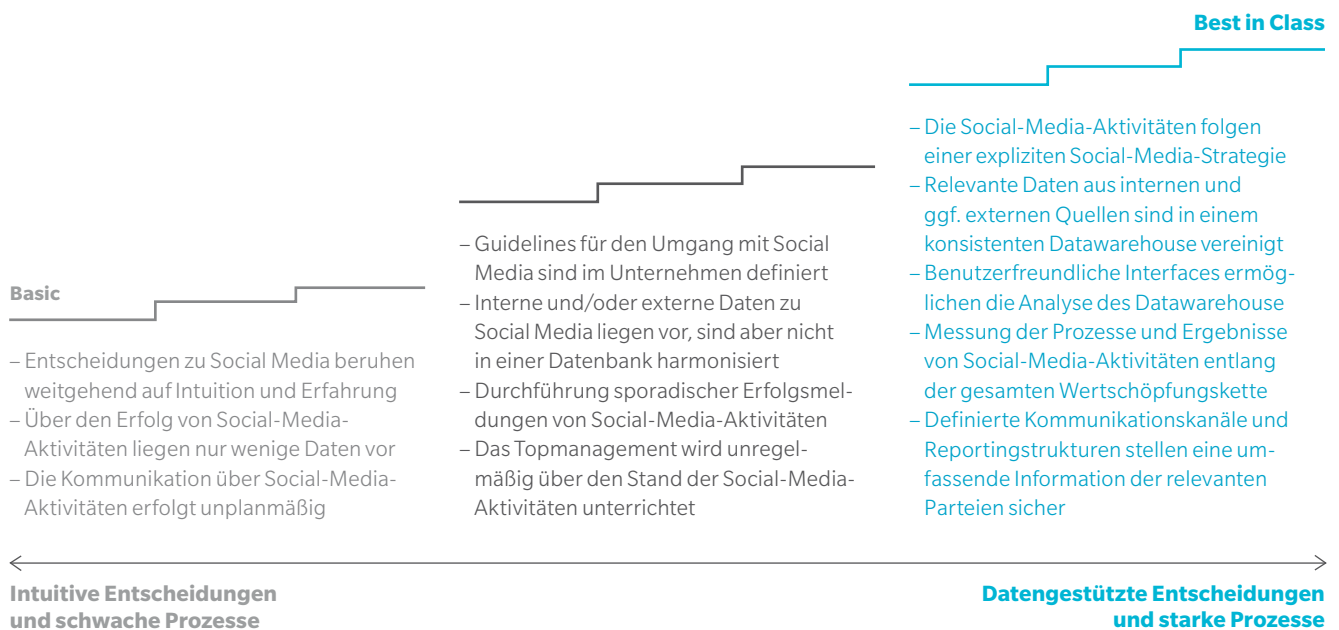 Basic
– Entscheidungen zu Social Media beruhen
weitgehend auf Intuition und Erfahrung
– Über den Erfolg von Social-Media-
Aktivitäten liegen nur wenige Daten vor
– Die Kommunikation über Social-Media-
Aktivitäten erfolgt unplanmäßig
– Guidelines für den Umgang mit Social
Media sind im Unternehmen definiert
– Interne und/oder externe Daten zu
Social Media liegen vor, sind aber nicht
in einer Datenbank harmonisiert
– Durchführung sporadischer Erfolgsmel-
dungen von Social-Media-Aktivitäten
– Das Topmanagement wird unregel-
mäßig über den Stand der Social-Media-
Aktivitäten unterrichtet
Best in Class
– Die Social-Media-Aktivitäten folgen
einer expliziten Social-Media-Strategie
– Relevante Daten aus internen und
ggf. externen Quellen sind in einem
konsistenten Datawarehouse vereinigt
– Benutzerfreundliche Interfaces ermög-
lichen die Analyse des Datawarehouse
– Messung der Prozesse und Ergebnisse
von Social-Media-Aktivitäten entlang
der gesamten Wertschöpfungskette
– Definierte Kommunikationskanäle und
Reportingstrukturen stellen eine um-
fassende Information der relevanten
Parteien sicher
Intuitive Entscheidungen
und schwache Prozesse
Datengestützte Entscheidungen
und starke Prozesse